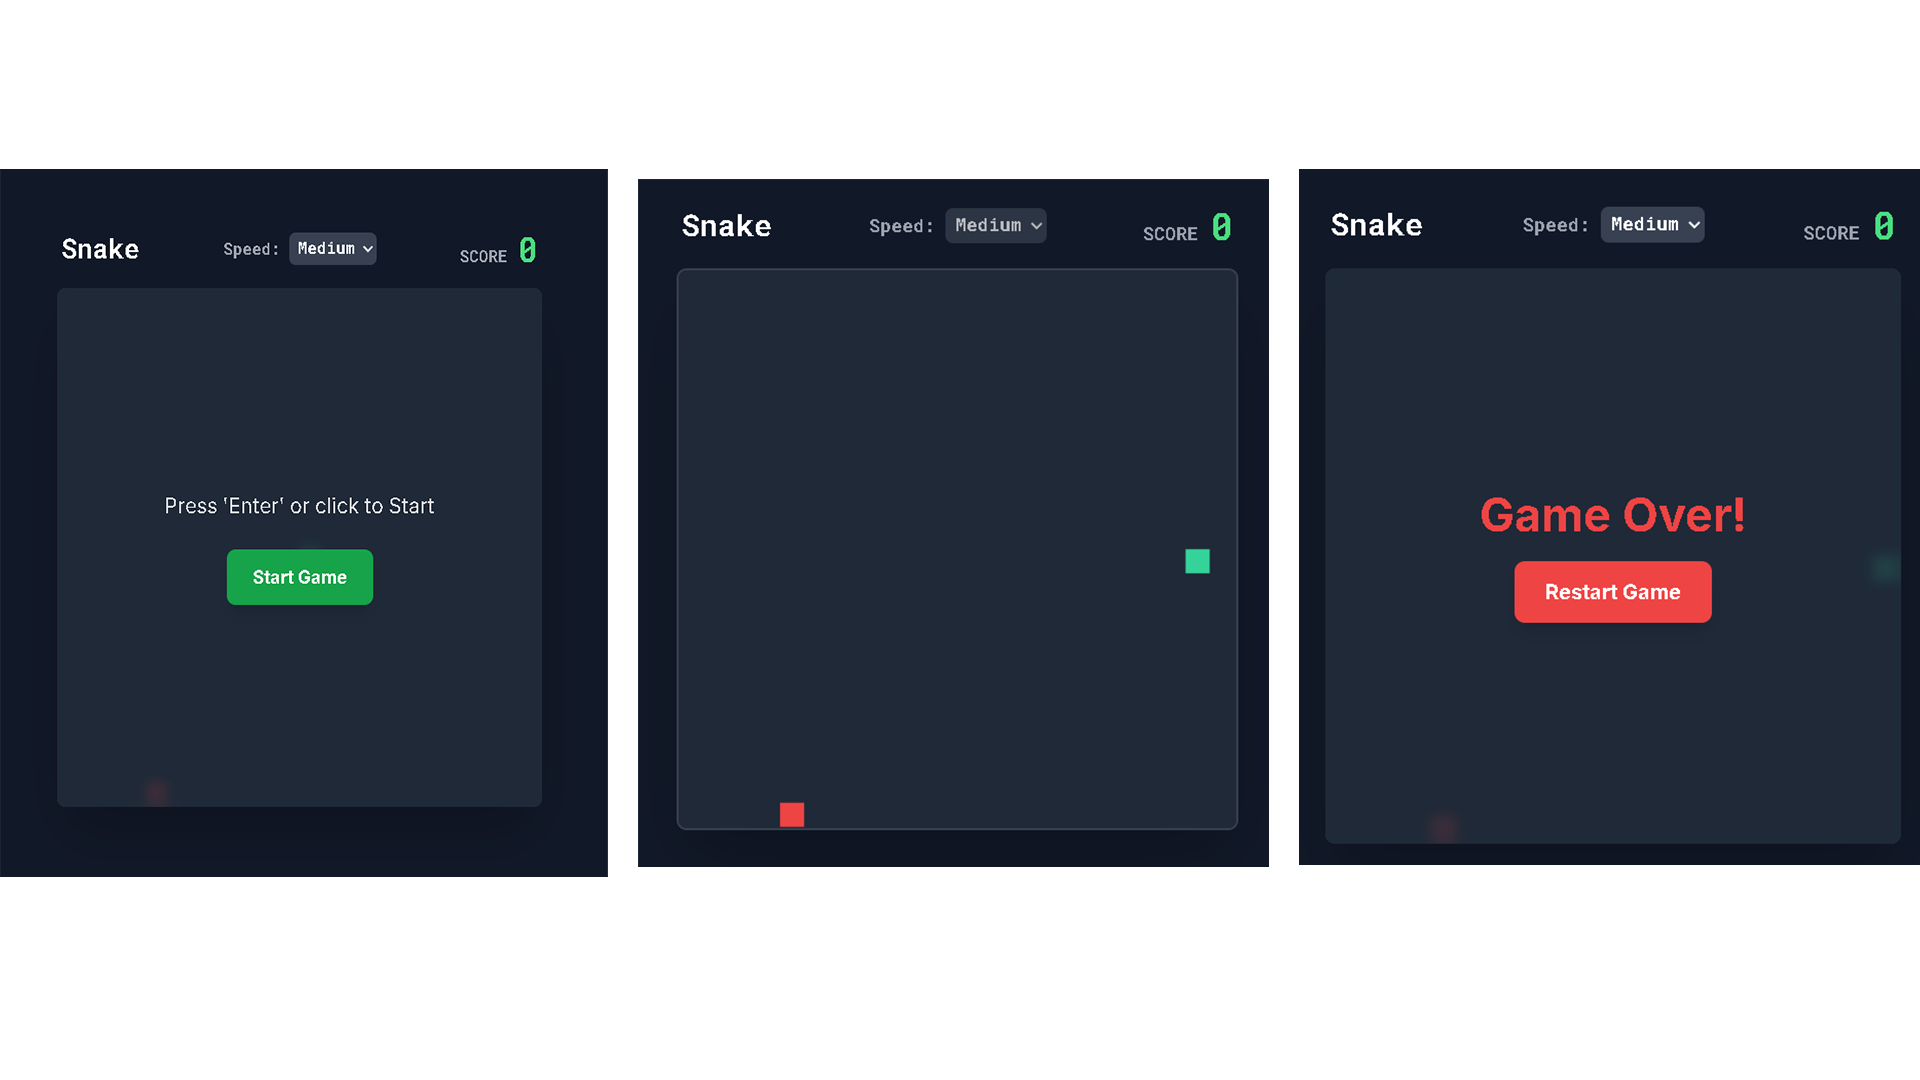 Snake Speed: Medium SCORE 0
Press 'Enter' or click to Start
Start Game
Snake Speed: Medium SCORE 0
Snake Speed: Medium SCORE 0
Game Over!
Restart Game